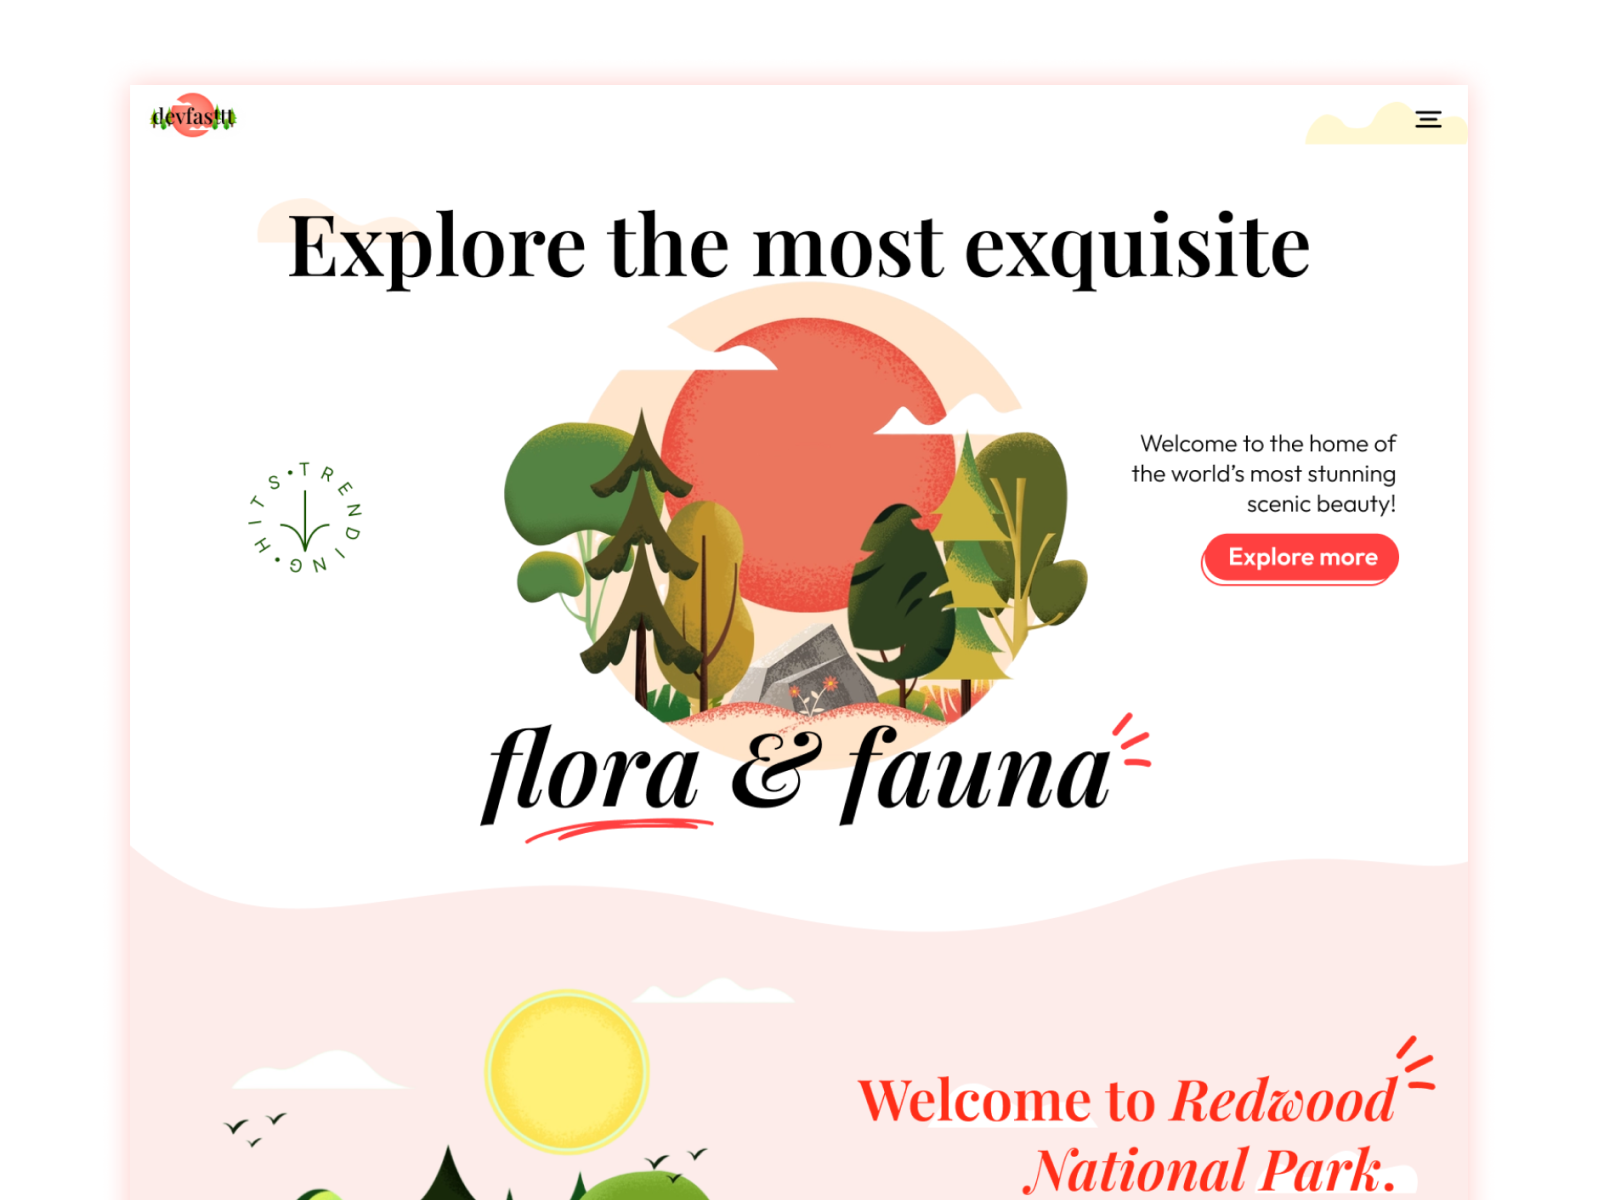 devfasttt
Explore the most exquisite
TRENDING • HITS •
Welcome to the home of
the world’s most stunning
scenic beauty!
Explore more
flora & fauna
Welcome to Redwood
National Park.